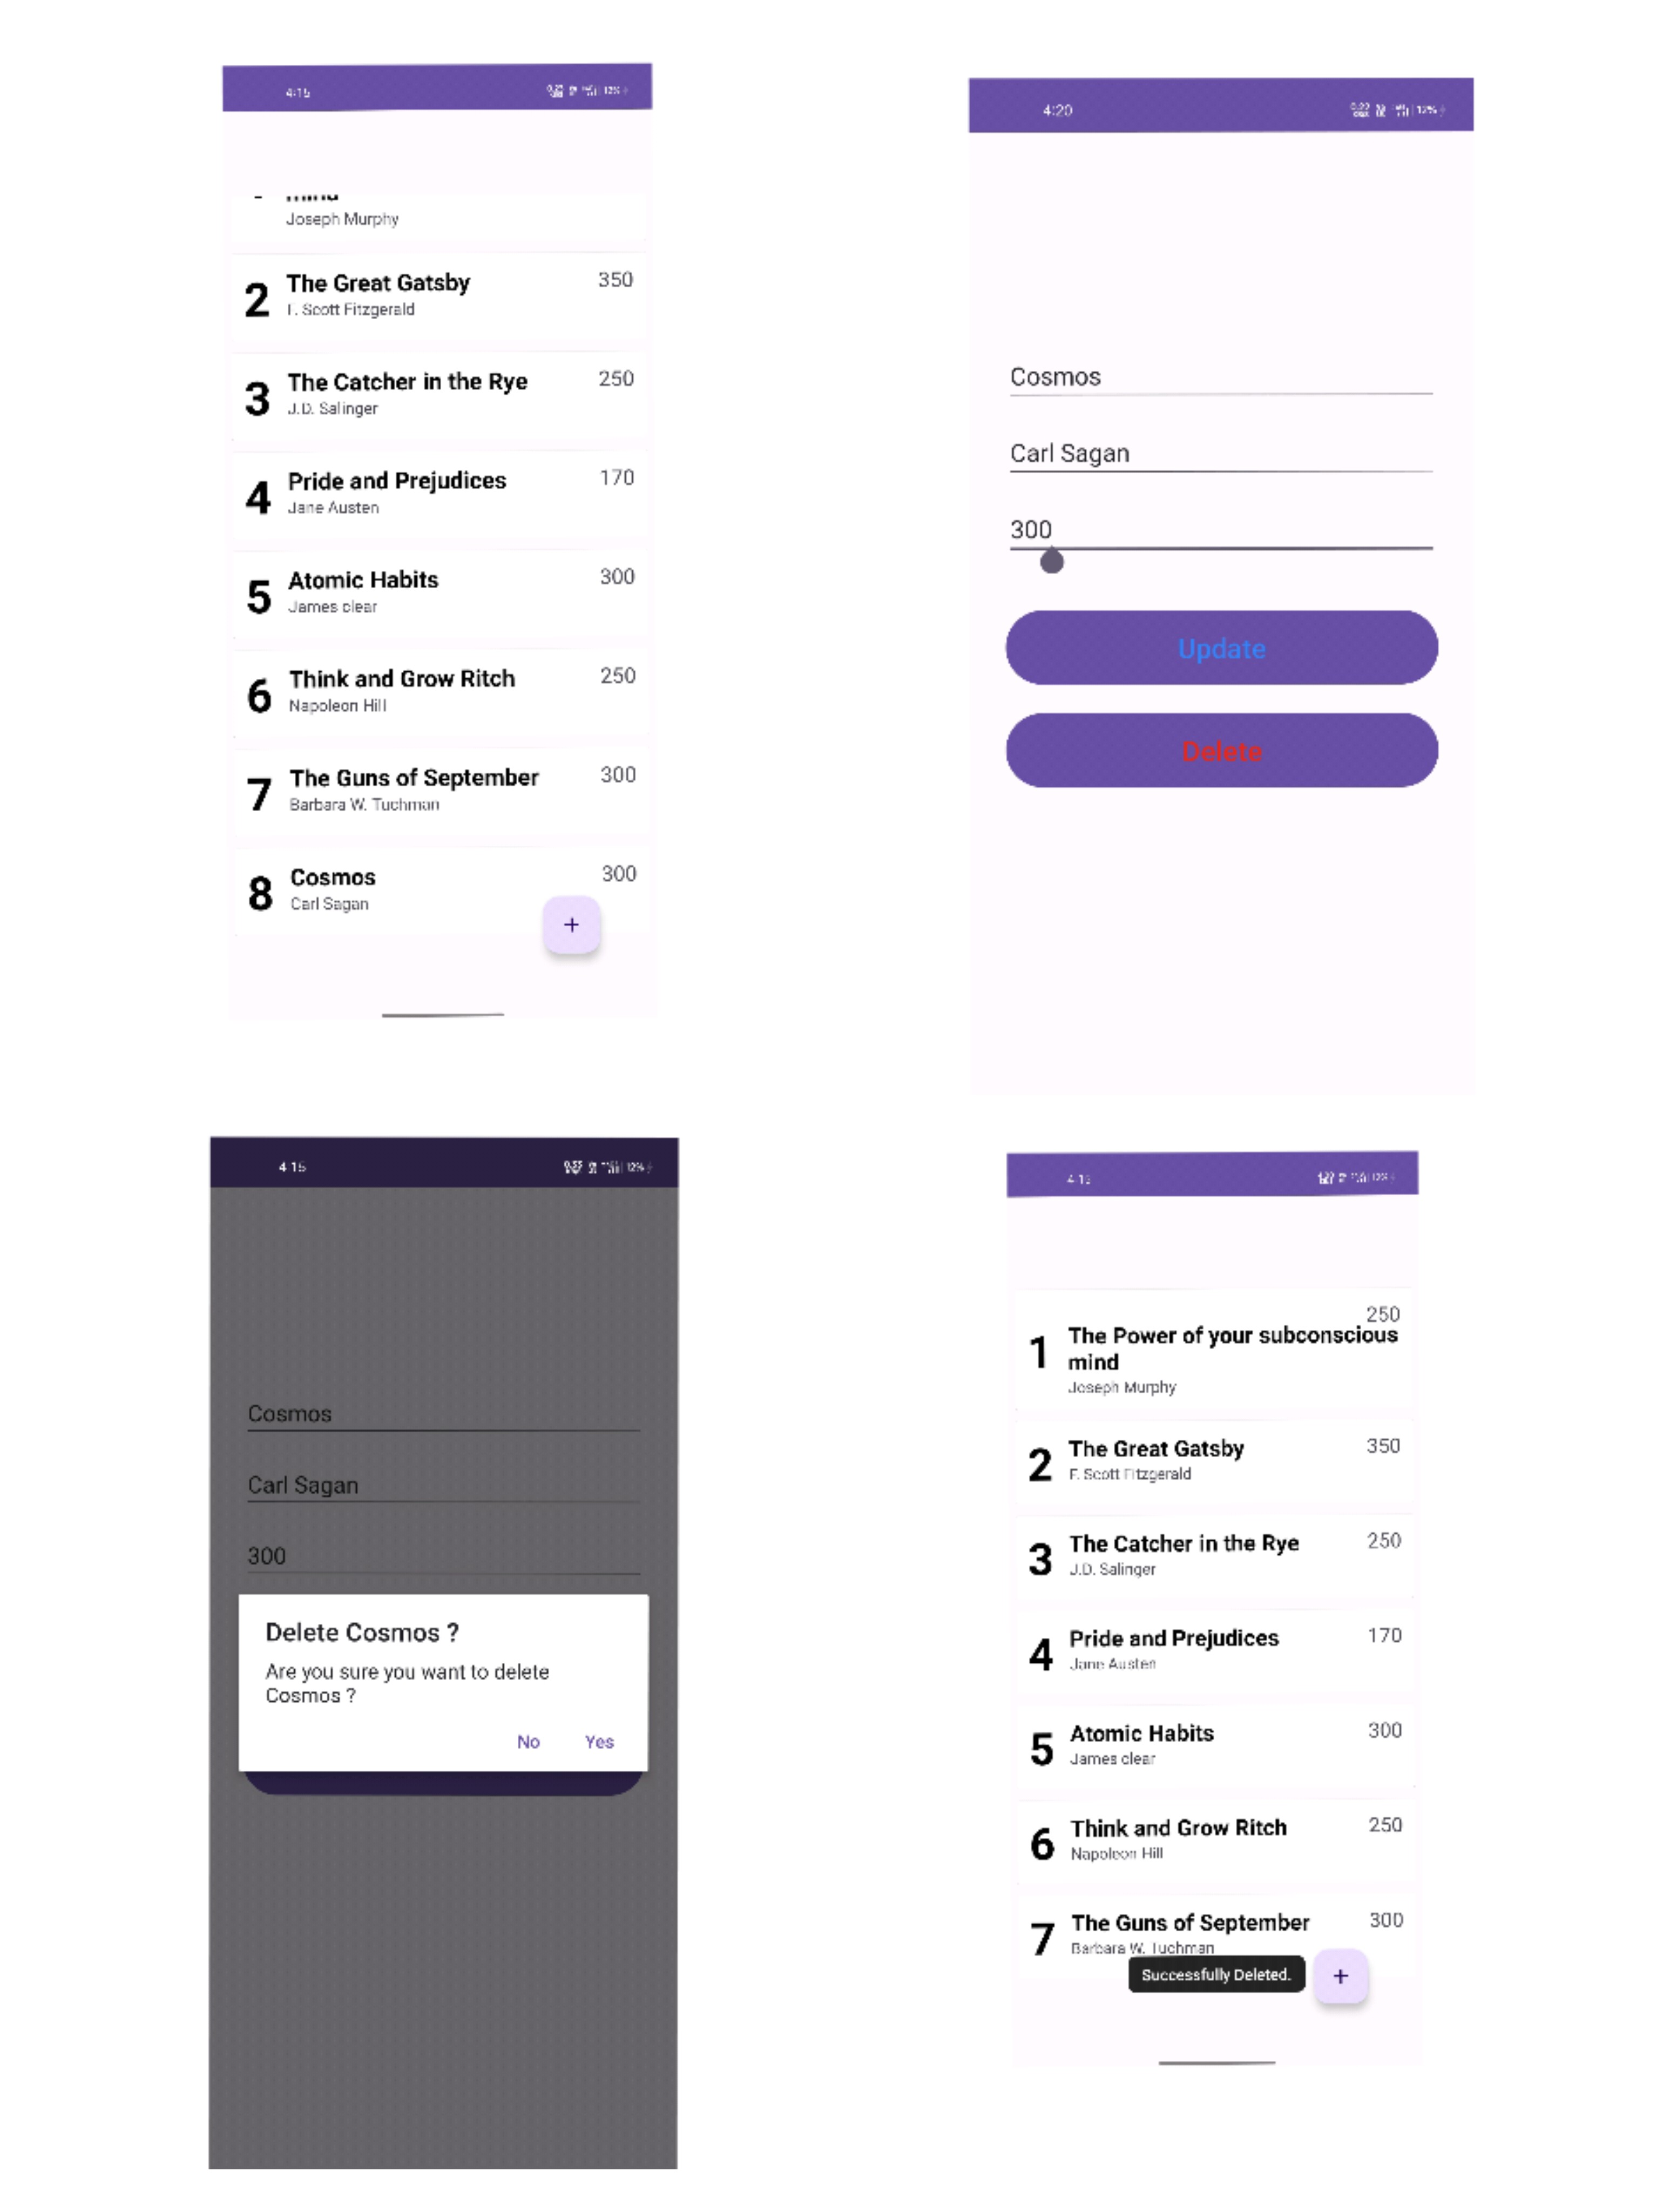 4:15
12%
Joseph Murphy
2 The Great Gatsby 350
F. Scott Fitzgerald
3 The Catcher in the Rye 250
J.D. Salinger
4 Pride and Prejudices 170
Jane Austen
5 Atomic Habits 300
James clear
6 Think and Grow Ritch 250
Napoleon Hill
7 The Guns of September 300
Barbara W. Tuchman
8 Cosmos 300
Carl Sagan
+
4:20
12%
Cosmos
Carl Sagan
300
Update
Delete
4:15
12%
Cosmos
Carl Sagan
300
Delete Cosmos ?
Are you sure you want to delete
Cosmos ?
No Yes
250
1 The Power of your subconscious
mind
Joseph Murphy
2 The Great Gatsby 350
F. Scott Fitzgerald
3 The Catcher in the Rye 250
J.D. Salinger
4 Pride and Prejudices 170
Jane Austen
5 Atomic Habits 300
James clear
6 Think and Grow Ritch 250
Napoleon Hill
7 The Guns of September 300
Barbara W. Tuchman
Successfully Deleted.
+